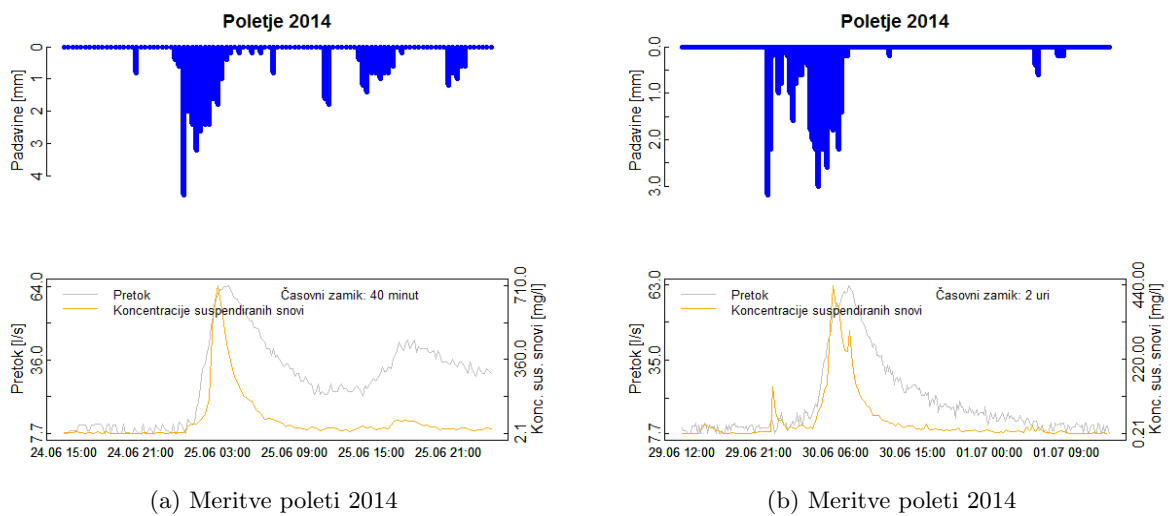 Poletje 2014
Padavine [mm]
0
1
2
3
4
Pretok [l/s]
64.0
36.0
7.7
Pretok
Časovni zamik: 40 minut
Koncentracije suspendiranih snovi
710.0
360.0
2.1
Konc. sus. snovi [mg/l]
24.06 15:00 24.06 21:00 25.06 03:00 25.06 09:00 25.06 15:00 25.06 21:00
(a) Meritve poleti 2014
Poletje 2014
Padavine [mm]
0.0
1.0
2.0
3.0
Pretok [l/s]
63.0
35.0
7.7
Pretok
Časovni zamik: 2 uri
Koncentracije suspendiranih snovi
440.00
220.00
0.21
Konc. sus. snovi [mg/l]
29.06 12:00 29.06 21:00 30.06 06:00 30.06 15:00 01.07 00:00 01.07 09:00
(b) Meritve poleti 2014